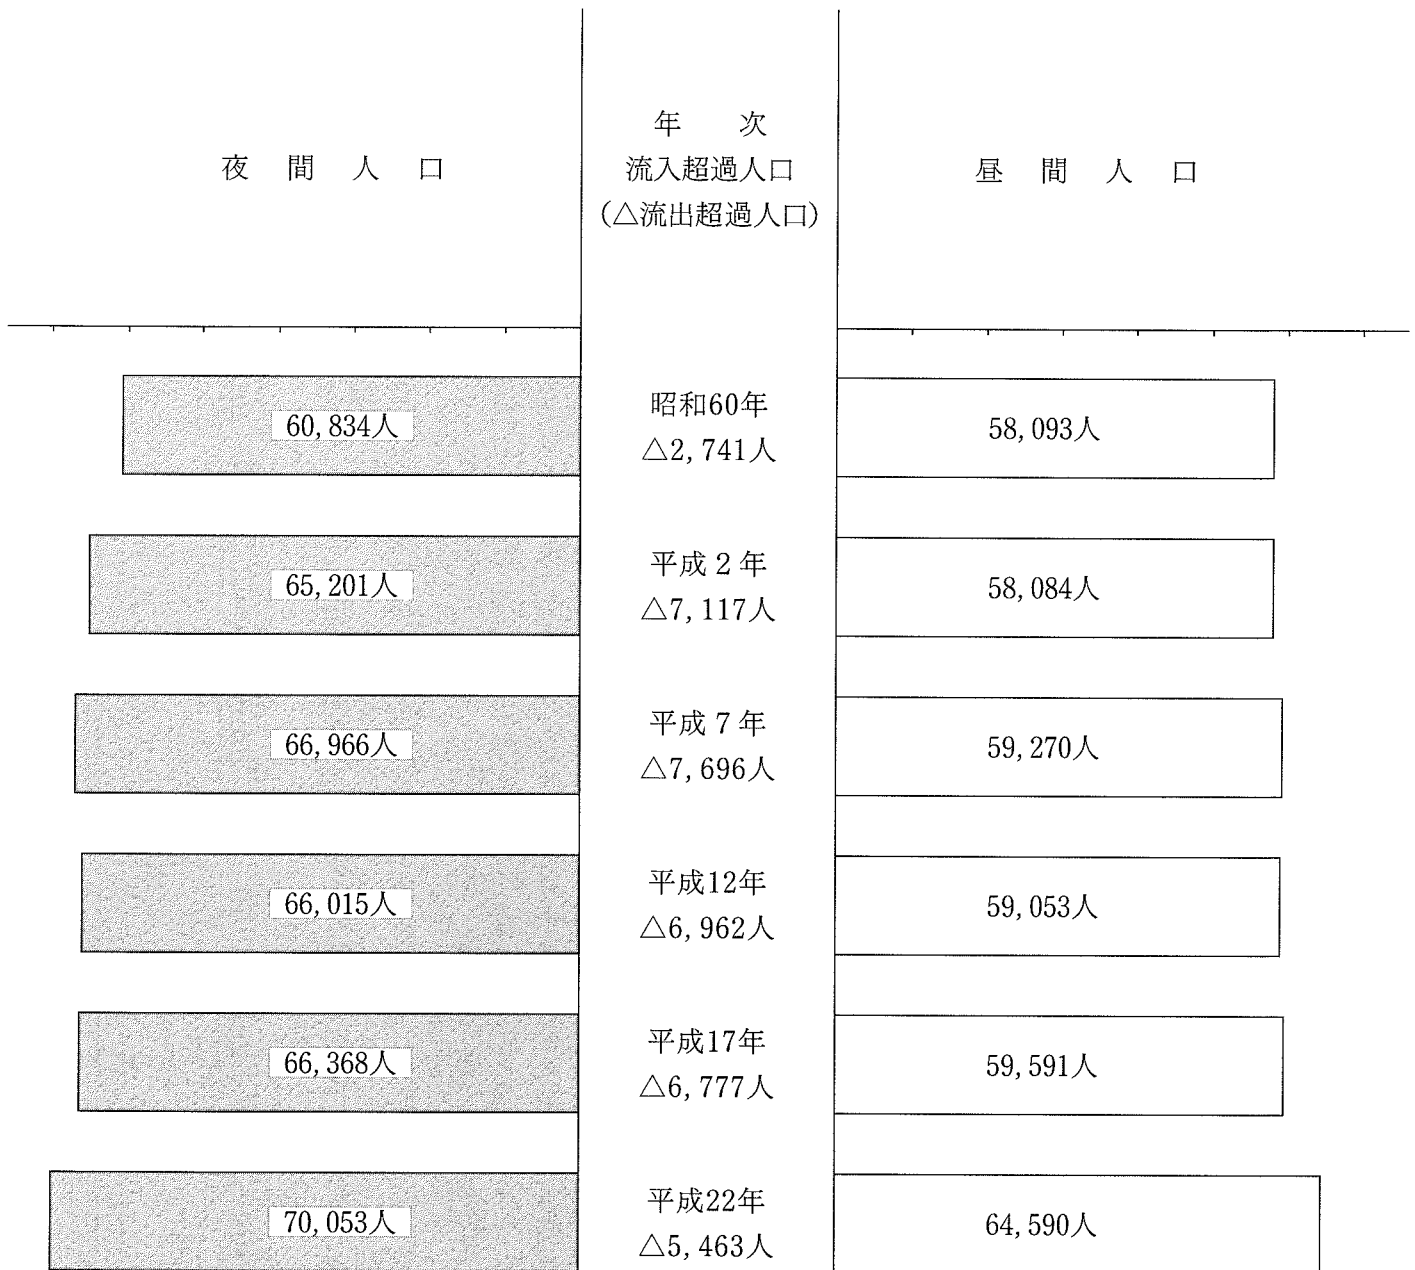 夜間人口
年次
流入超過人口
(△流出超過人口)
昼間人口
60,834人
昭和60年
△2,741人
58,093人
65,201人
平成2年
△7,117人
58,084人
66,966人
平成7年
△7,696人
59,270人
66,015人
平成12年
△6,962人
59,053人
66,368人
平成17年
△6,777人
59,591人
70,053人
平成22年
△5,463人
64,590人